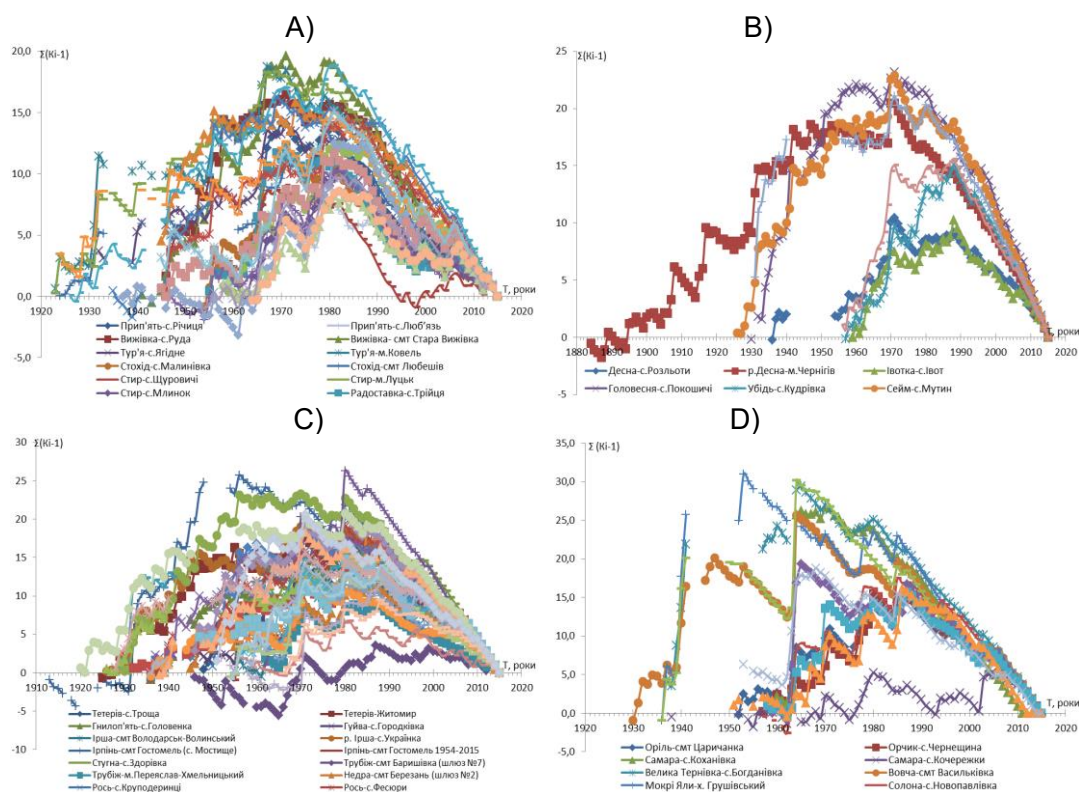 A)
Σ(Ki-1)
20,0
15,0
10,0
5,0
0,0
-5,0
1920 1930 1940 1950 1960 1970 1980 1990 2000 2010 2020
Т, роки
Прип'ять-с.Річиця Прип'ять-с.Люб'язь
Вижівка-с.Руда Вижівка- смт Стара Вижівка
Тур'я-с.Ягідне Тур'я-м.Ковель
Стохід-с.Малинівка Стохід-смт Любешів
Стир-с.Щуровичі Стир-м.Луцьк
Стир-с.Млинок Радоставка-с.Трійця
B)
Σ(Ki-1)
25
20
15
10
5
0
-5
1880 1890 1900 1910 1920 1930 1940 1950 1960 1970 1980 1990 2000 2010 2020
Т, роки
Десна-с.Розльоти р.Десна-м.Чернігів Івотка-с.Івот
Головесня-с.Покошичі Убідь-с.Кудрівка Сейм-с.Мутин
C)
Σ(Ki-1)
30
25
20
15
10
5
0
-5
-10
1910 1920 1930 1940 1950 1960 1970 1980 1990 2000 2010 2020
Т, роки
Тетерів-с.Троща Тетерів-Житомир
Гнилоп'ять-с.Головенка Гуйва-с.Городківка
Ірша-смт Володарськ-Волинський р. Ірша-с.Українка
Ірпінь-смт Гостомель (с. Мостище) Ірпінь-смт Гостомель 1954-2015
Стугна-с.Здорівка Трубіж-смт Баришівка (шлюз №7)
Трубіж-м.Переяслав-Хмельницький Недра-смт Березань (шлюз №2)
Рось-с.Круподеринці Рось-с.Фесюри
D)
Σ (Ki-1)
35,0
30,0
25,0
20,0
15,0
10,0
5,0
0,0
-5,0
1920 1930 1940 1950 1960 1970 1980 1990 2000 2010 2020
Т, роки
Оріль-смт Царичанка Орчик-с.Чернещина
Самара-с.Коханівка Самара-с.Кочережки
Велика Тернівка-с.Богданівка Вовча-смт Васильківка
Мокрі Яли-х. Грушівський Солона-с.Новопавлівка